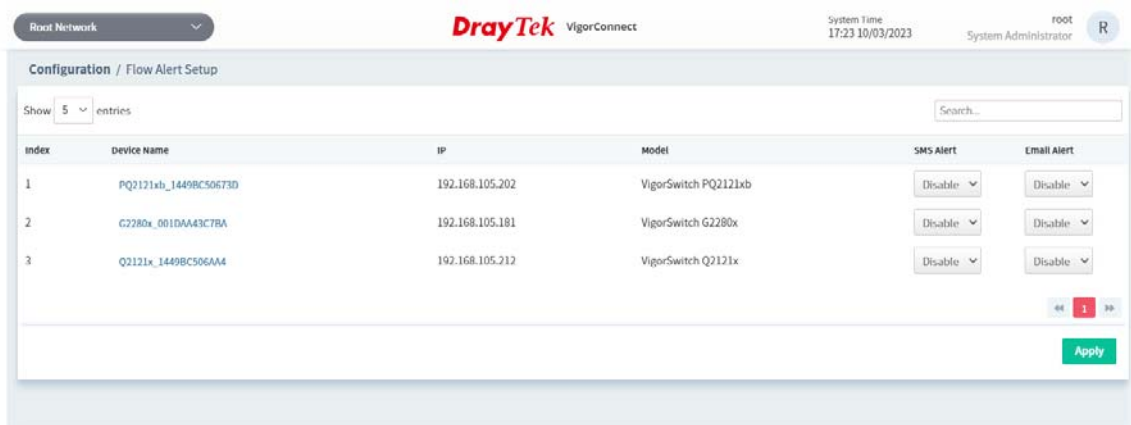 Root Network DrayTek VigorConnect System Time root R
17:23 10/03/2023 System Administrator
Configuration / Flow Alert Setup
Show 5 entries Search...
Index Device Name IP Model SMS Alert Email Alert
1 PQ2121xb_1449BC50673D 192.168.105.202 VigorSwitch PQ2121xb Disable Disable
2 G2280x_001DAA43C7BA 192.168.105.181 VigorSwitch G2280x Disable Disable
3 Q2121x_1449BC506AA4 192.168.105.212 VigorSwitch Q2121x Disable Disable
1
Apply